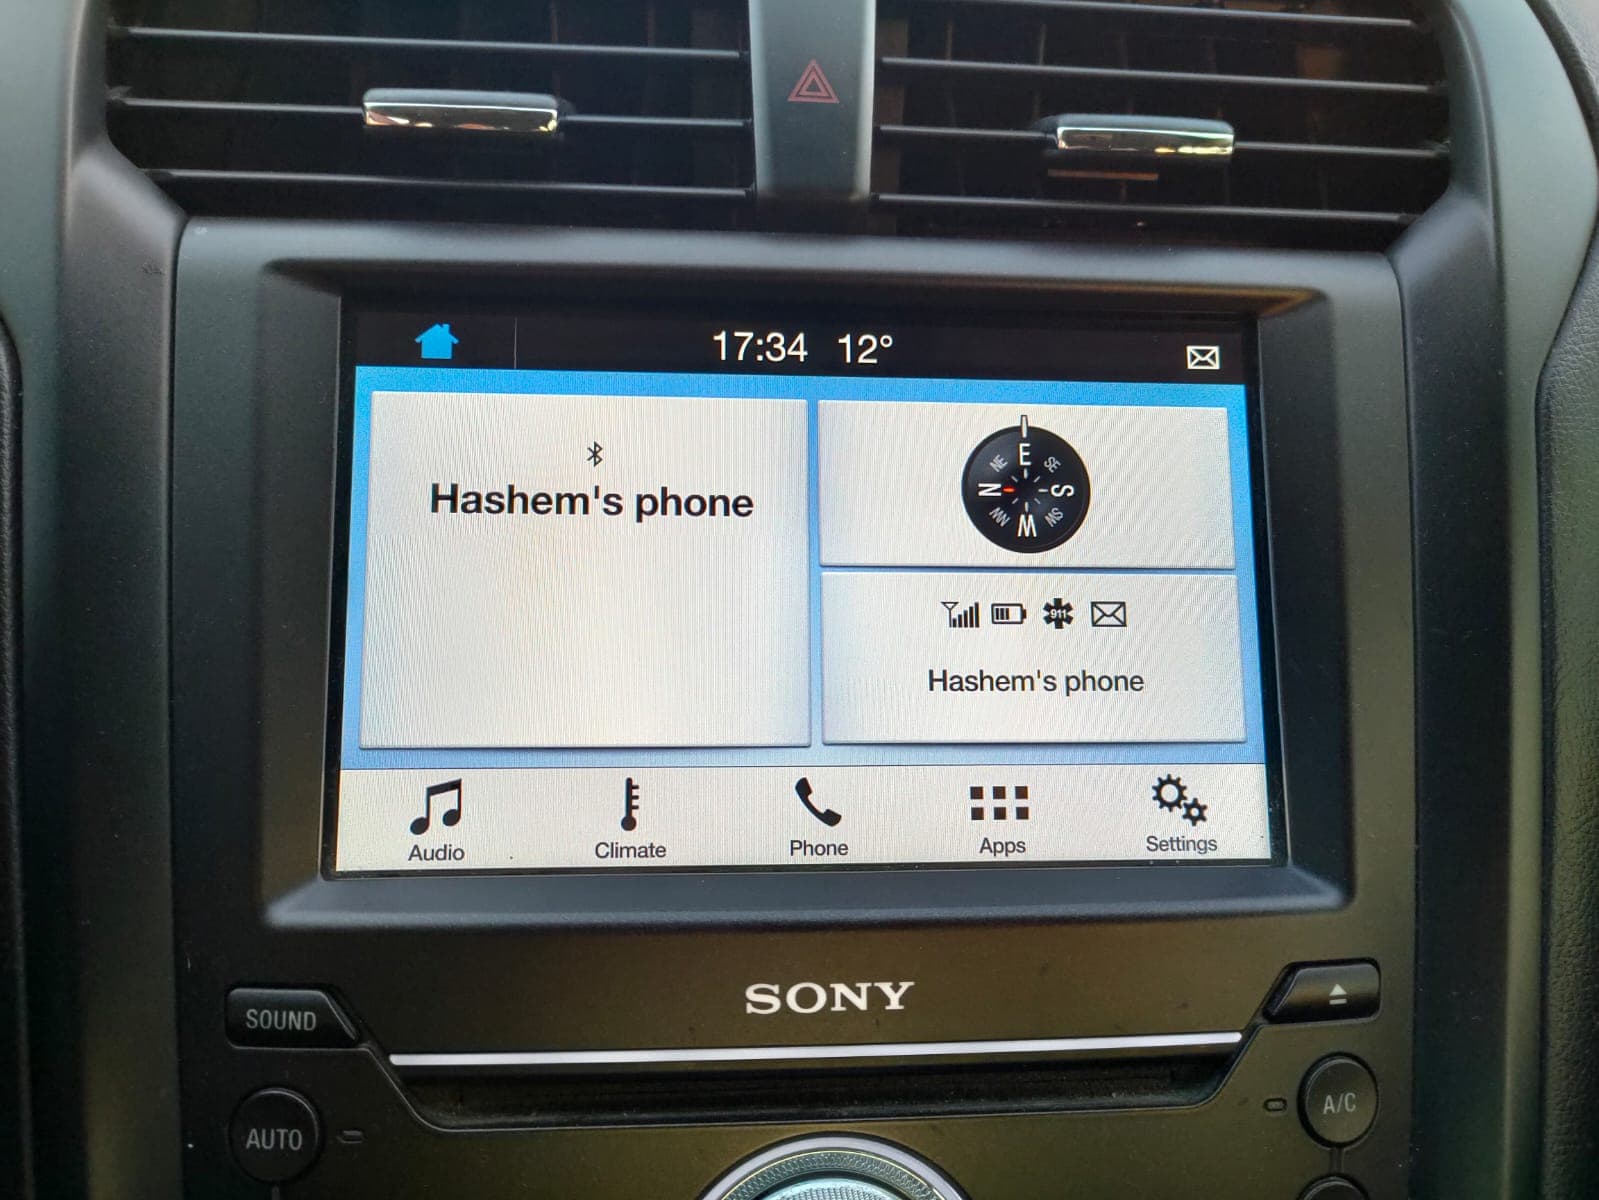 17:34 12°
Hashem's phone
E
NE
SE
N
S
NW
SW
W
911
Hashem's phone
Audio
Climate
Phone
Apps
Settings
SONY
SOUND
AUTO
A/C